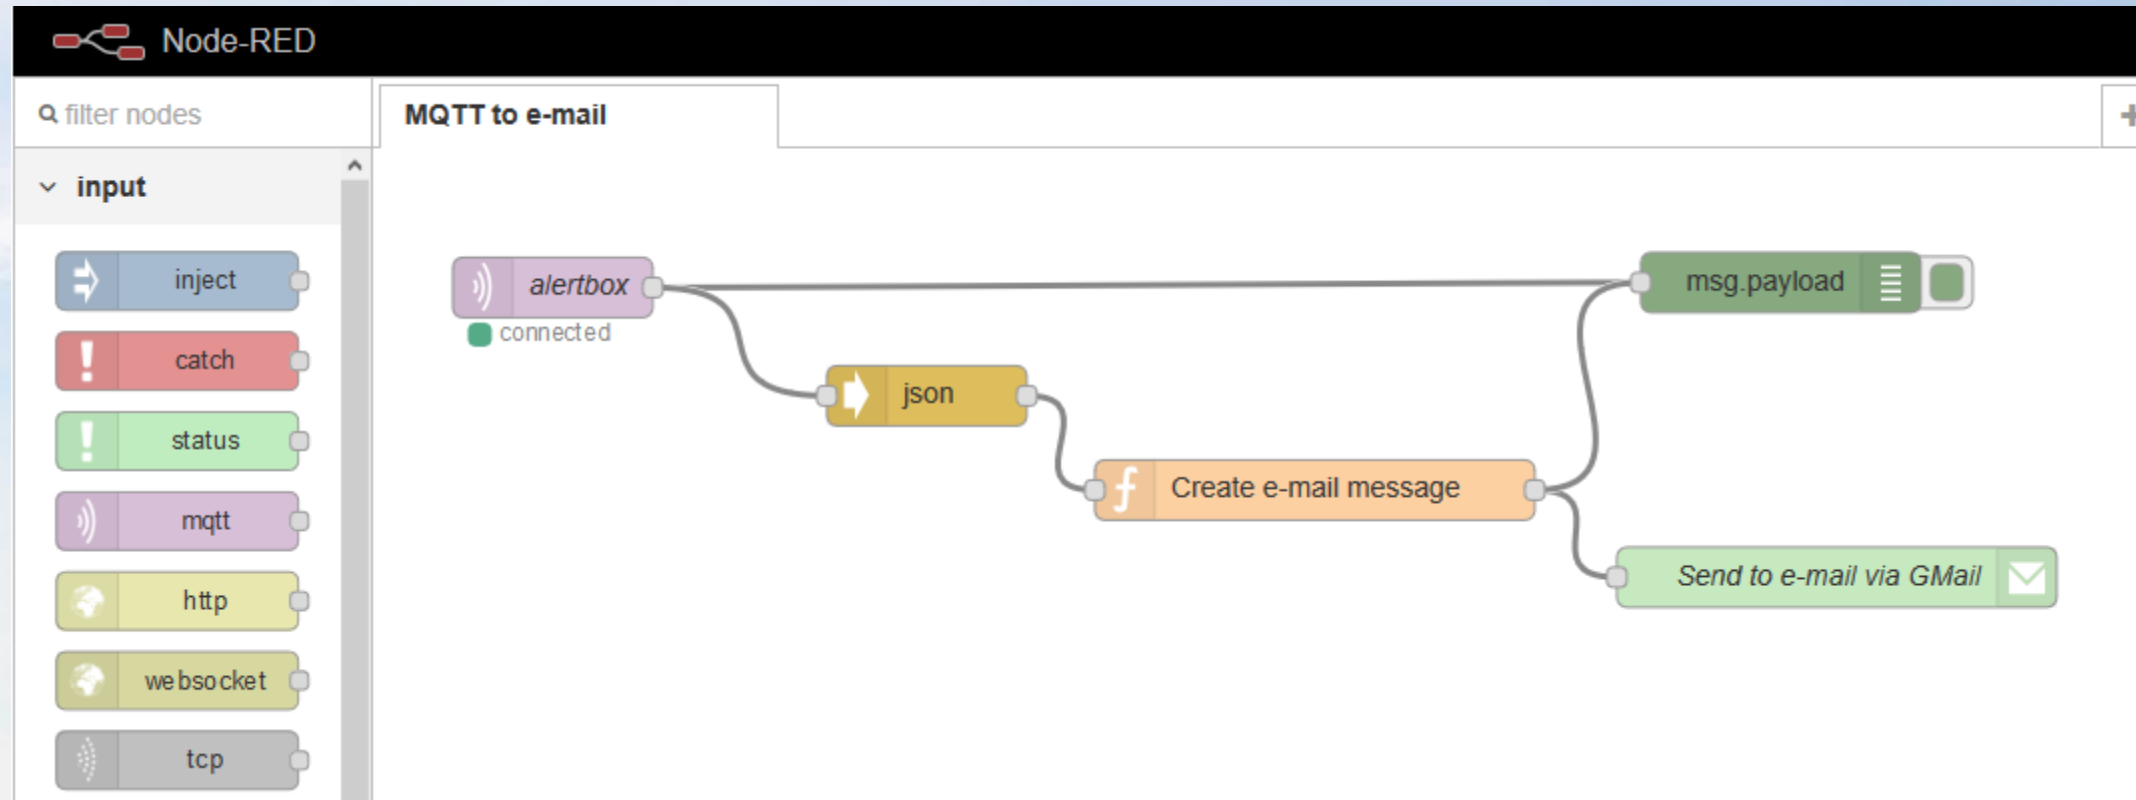 Node-RED
filter nodes
MQTT to e-mail
input
inject
catch
status
mqtt
http
websocket
tcp
alertbox
connected
msg.payload
json
Create e-mail message
Send to e-mail via GMail